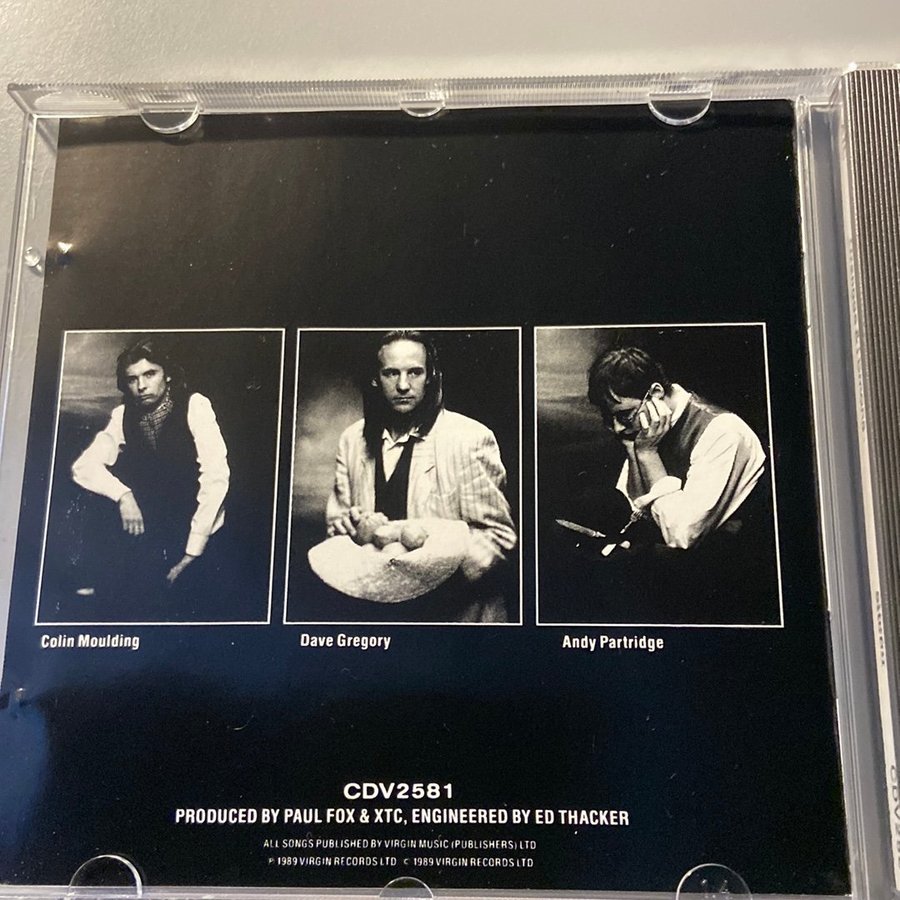 Colin Moulding
Dave Gregory
Andy Partridge
CDV2581
PRODUCED BY PAUL FOX & XTC, ENGINEERED BY ED THACKER
ALL SONGS PUBLISHED BY VIRGIN MUSIC (PUBLISHERS) LTD
℗ 1989 VIRGIN RECORDS LTD © 1989 VIRGIN RECORDS LTD
stereo